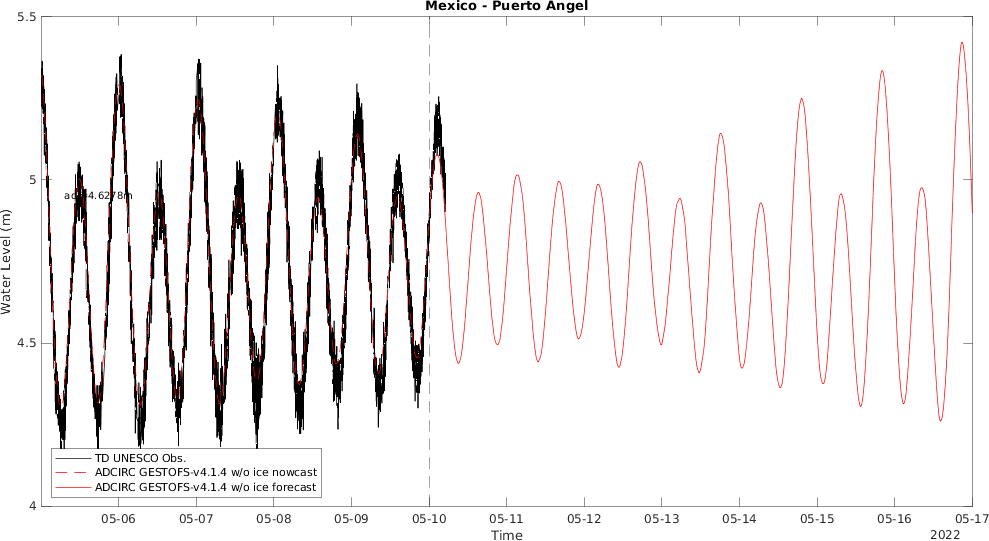 Mexico - Puerto Angel
5.5
5
4.5
4
Water Level (m)
4.6278m
TD UNESCO Obs.
ADCIRC GESTOFS-v4.1.4 w/o ice nowcast
ADCIRC GESTOFS-v4.1.4 w/o ice forecast
05-06 05-07 05-08 05-09 05-10 05-11 05-12 05-13 05-14 05-15 05-16 05-17
Time
2022